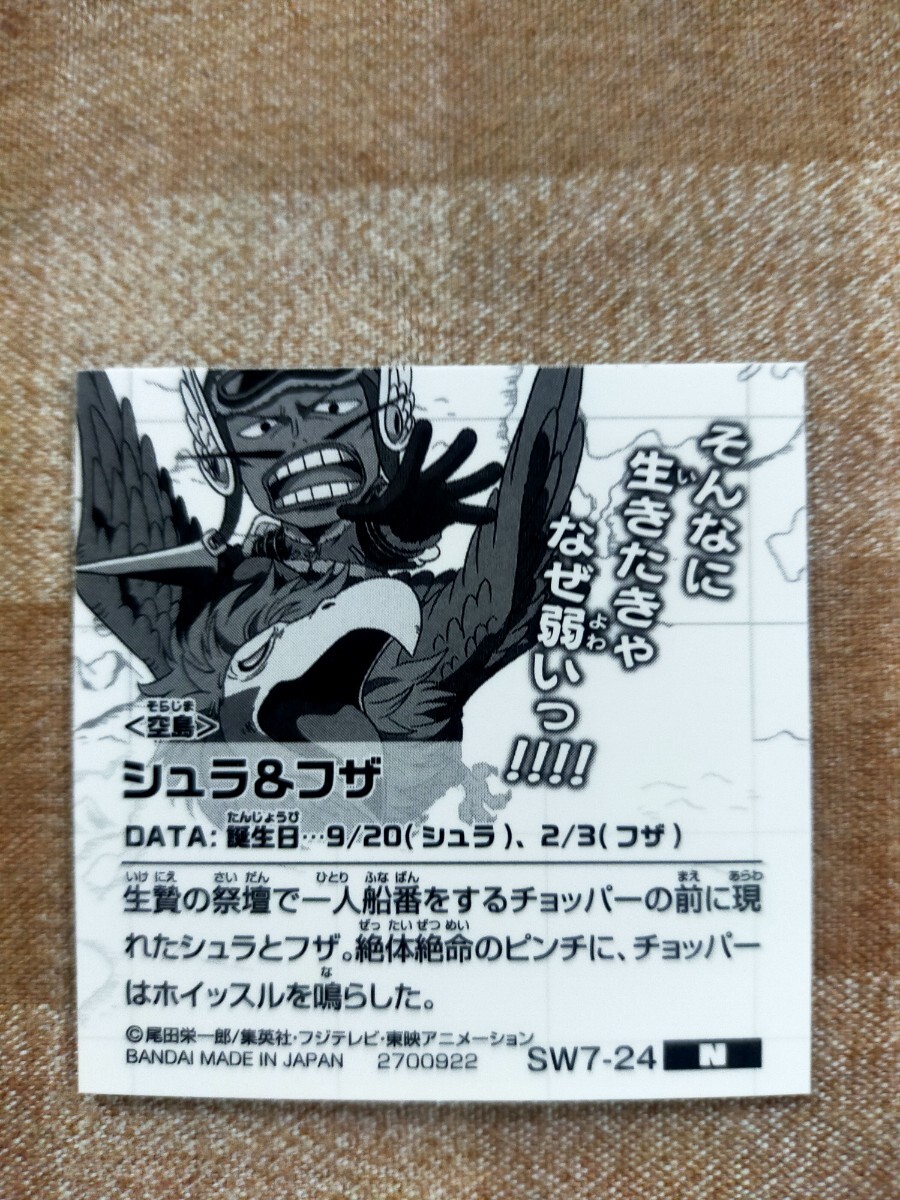 そんなに
生きたきゃ
なぜ弱いっ
!!!!
<空島>
シュラ&フザ
DATA: 誕生日…9/20(シュラ)、2/3(フザ)
生贄の祭壇で一人船番をするチョッパーの前に現
れたシュラとフザ。絶体絶命のピンチに、チョッパー
はホイッスルを鳴らした。
©尾田栄一郎/集英社・フジテレビ・東映アニメーション
BANDAI MADE IN JAPAN 2700922 SW7-24 N